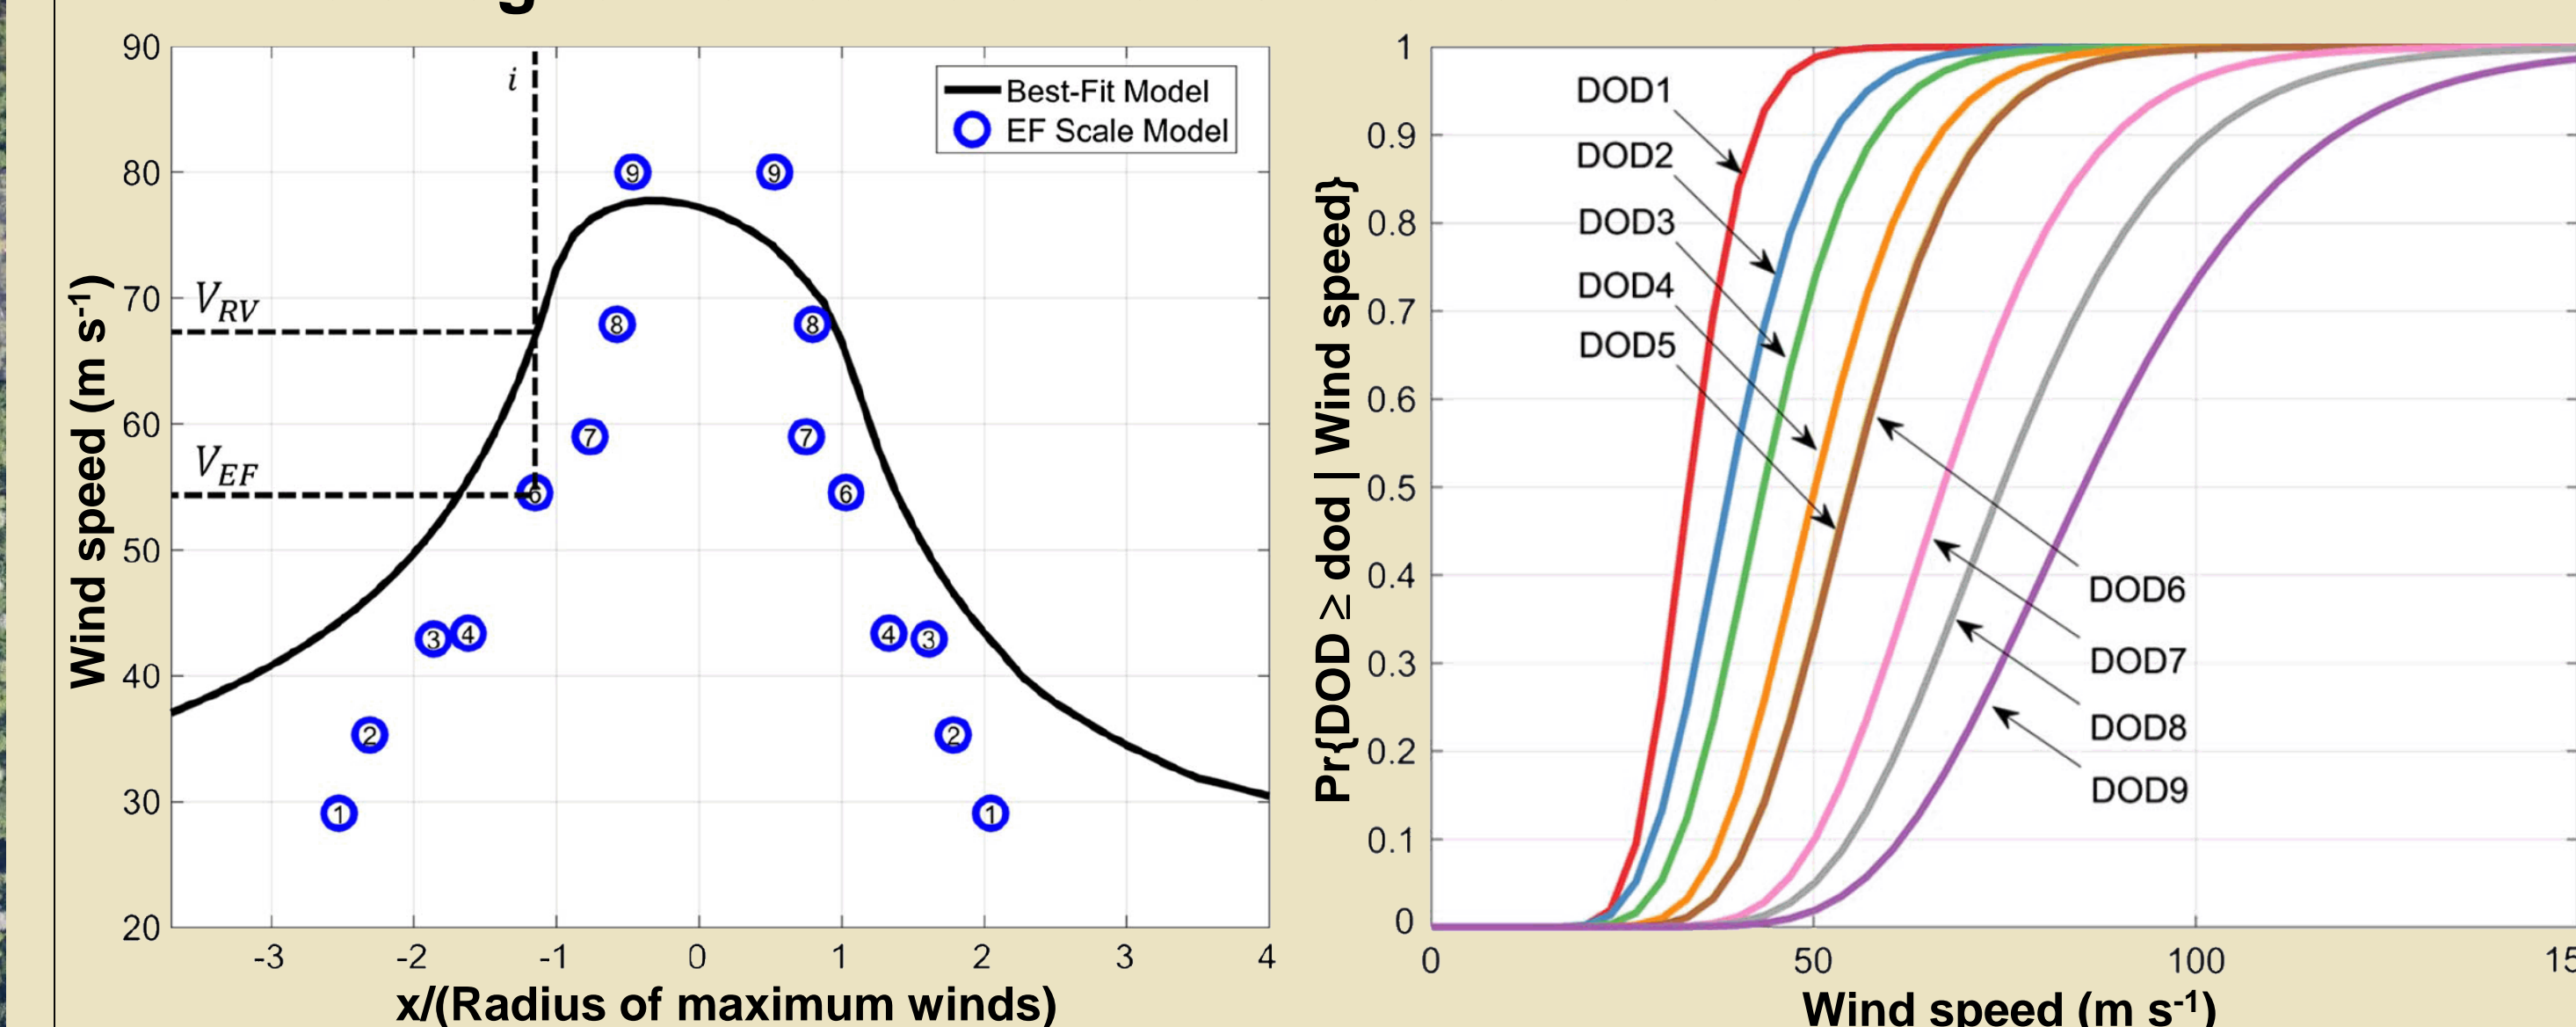 g
90
80
70
60
50
40
30
20
Wind speed (m s-1)
i
VRV
VEF
Best-Fit Model
EF Scale Model
9 9
8 8
7 7
6 6
3 4 4 3
2 2
1 1
-3 -2 -1 0 1 2 3 4
x/(Radius of maximum winds)
1
0.9
0.8
0.7
0.6
0.5
0.4
0.3
0.2
0.1
0
Pr{DOD ≥ dod | Wind speed}
DOD1
DOD2
DOD3
DOD4
DOD5
DOD6
DOD7
DOD8
DOD9
0 50 100 15
Wind speed (m s-1)